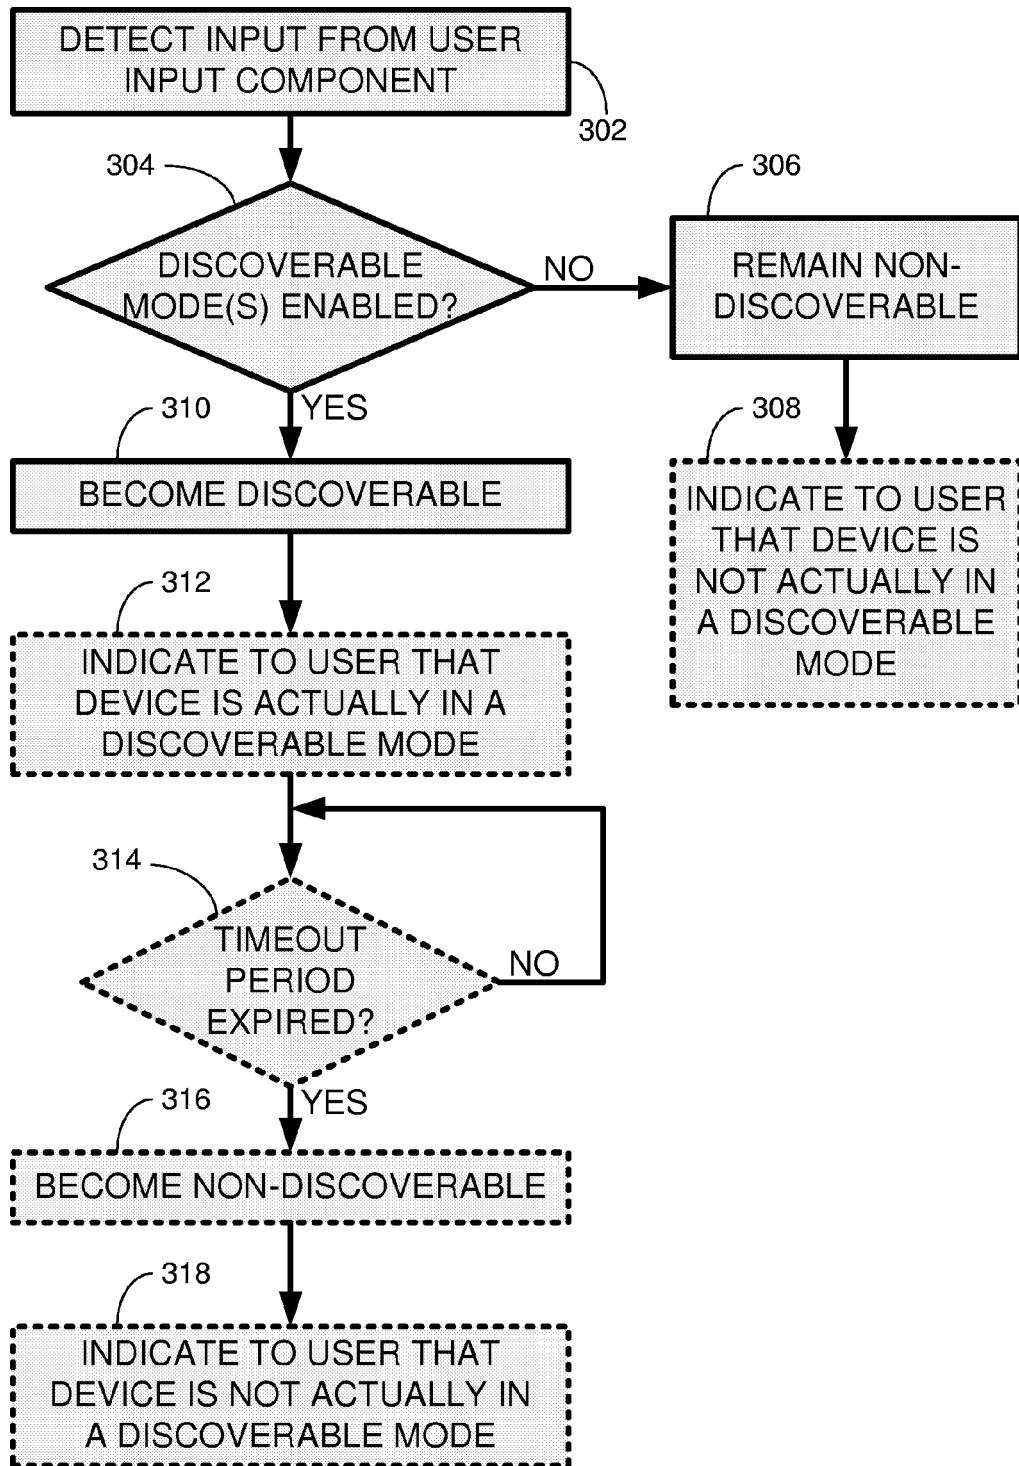 DETECT INPUT FROM USER
INPUT COMPONENT
302
304
DISCOVERABLE
MODE(S) ENABLED?
NO
306
REMAIN NON-
DISCOVERABLE
YES
308
INDICATE TO USER
THAT DEVICE IS
NOT ACTUALLY IN
A DISCOVERABLE
MODE
310
BECOME DISCOVERABLE
312
INDICATE TO USER THAT
DEVICE IS ACTUALLY IN A
DISCOVERABLE MODE
314
TIMEOUT
PERIOD
EXPIRED?
NO
YES
316
BECOME NON-DISCOVERABLE
318
INDICATE TO USER THAT
DEVICE IS NOT ACTUALLY IN
A DISCOVERABLE MODE